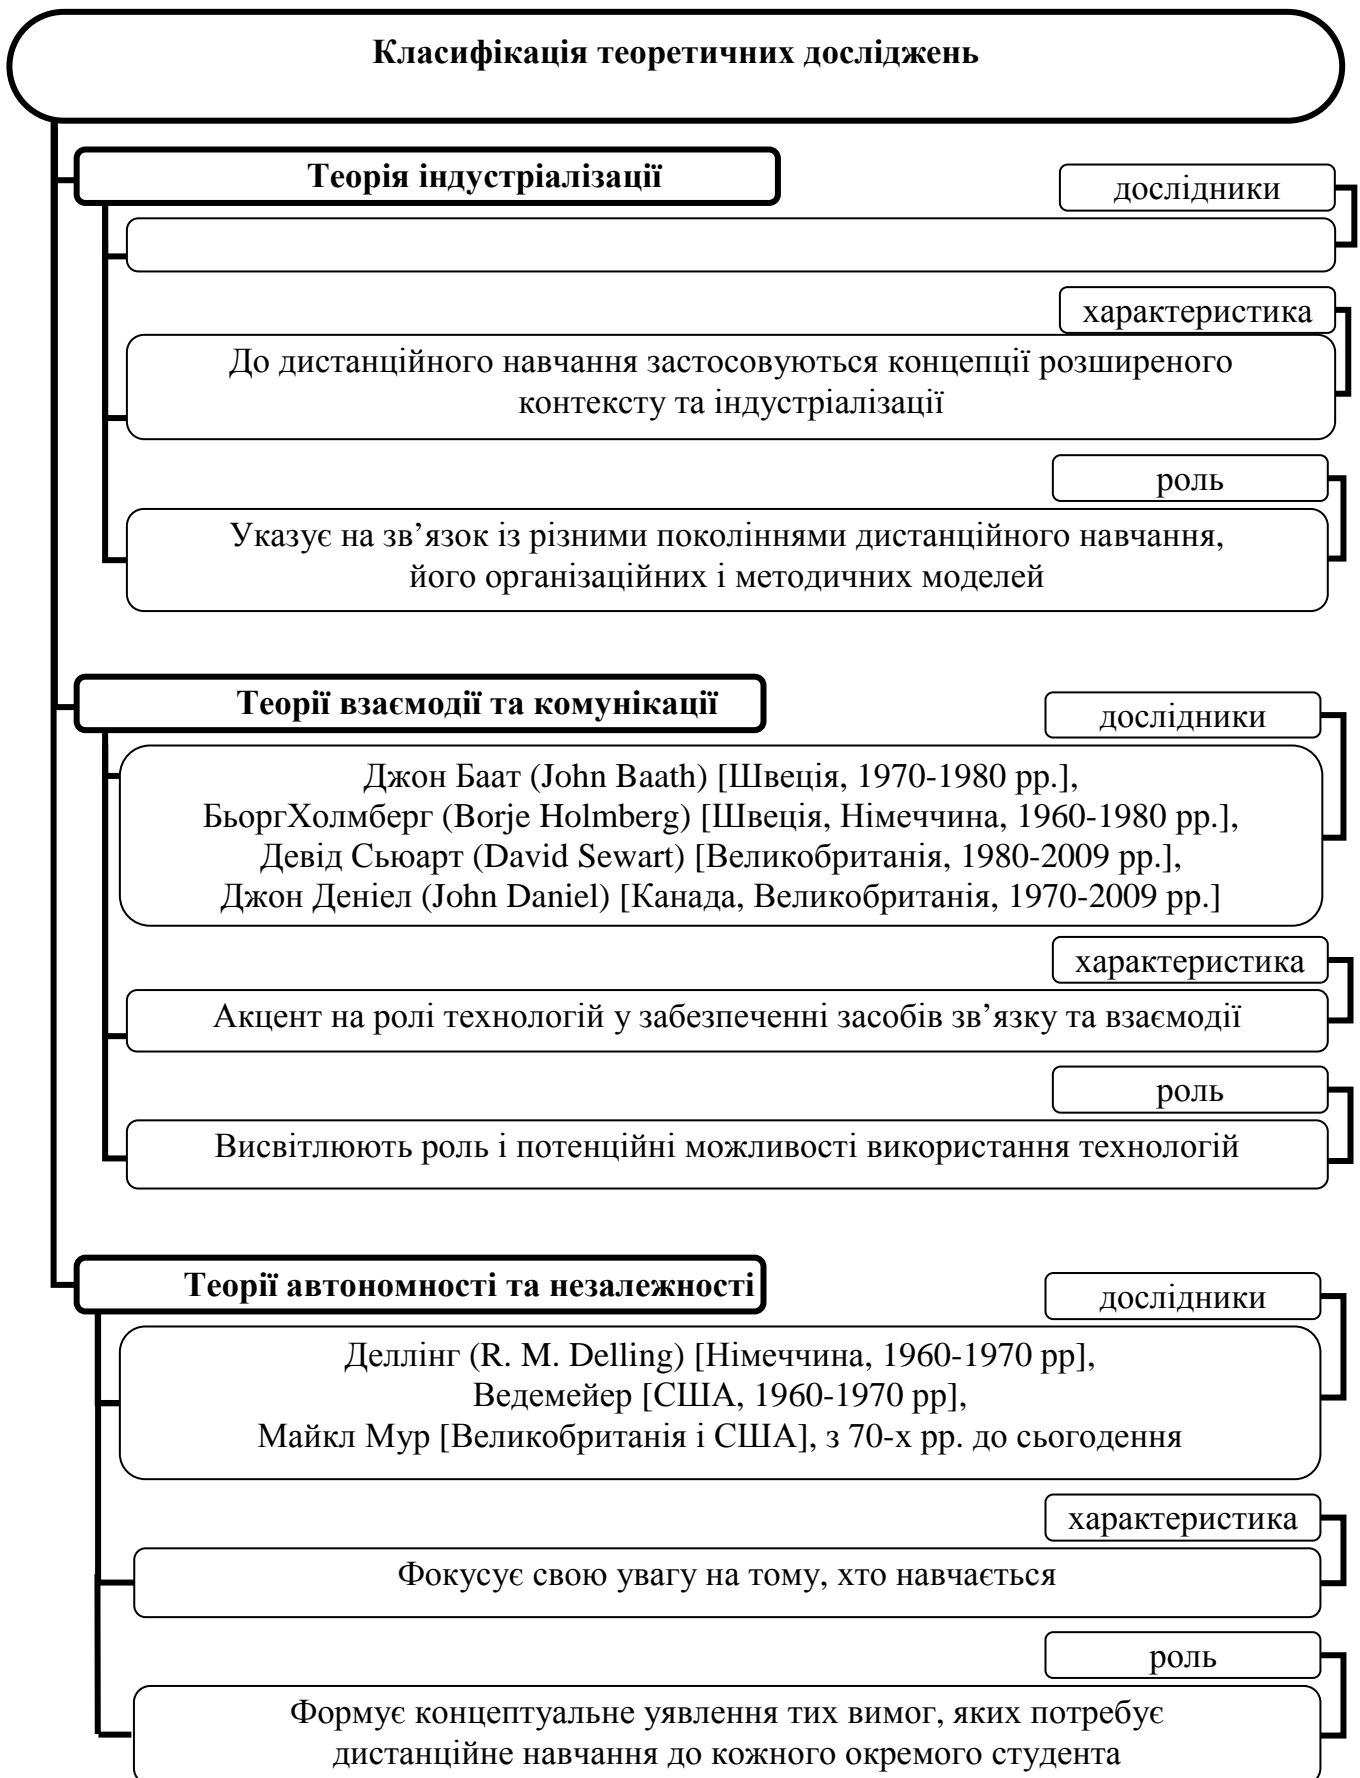 Класифікація теоретичних досліджень
Теорія індустріалізації
дослідники
характеристика
До дистанційного навчання застосовуються концепції розширеного
контексту та індустріалізації
роль
Указує на зв’язок із різними поколіннями дистанційного навчання,
його організаційних і методичних моделей
Теорії взаємодії та комунікації
дослідники
Джон Баат (John Baath) [Швеція, 1970-1980 рр.],
БьоргХолмберг (Borje Holmberg) [Швеція, Німеччина, 1960-1980 рр.],
Девід Сьюарт (David Sewart) [Великобританія, 1980-2009 рр.],
Джон Деніел (John Daniel) [Канада, Великобританія, 1970-2009 рр.]
характеристика
Акцент на ролі технологій у забезпеченні засобів зв’язку та взаємодії
роль
Висвітлюють роль і потенційні можливості використання технологій
Теорії автономності та незалежності
дослідники
Деллінг (R. M. Delling) [Німеччина, 1960-1970 рр],
Ведемейер [США, 1960-1970 рр],
Майкл Мур [Великобританія і США], з 70-х рр. до сьогодення
характеристика
Фокусує свою увагу на тому, хто навчається
роль
Формує концептуальне уявлення тих вимог, яких потребує
дистанційне навчання до кожного окремого студента